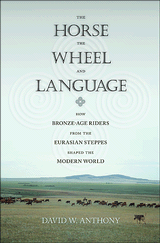 THE
HORSE
THE
WHEEL
AND
LANGUAGE
HOW
BRONZE-AGE RIDERS
FROM THE
EURASIAN STEPPES
SHAPED THE
MODERN WORLD
DAVID W. ANTHONY